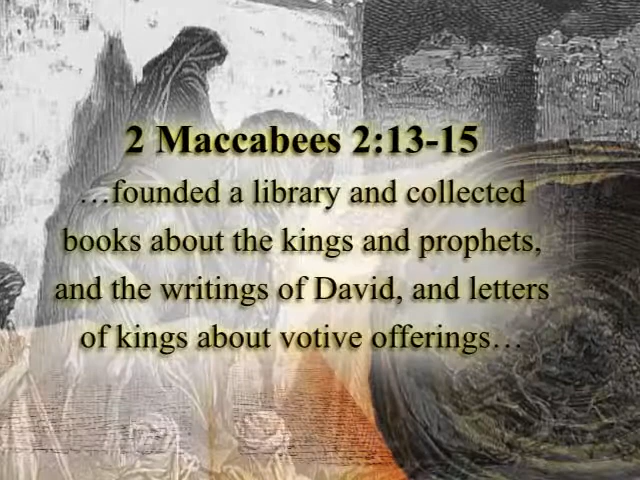 2 Maccabees 2:13-15
…founded a library and collected
books about the kings and prophets,
and the writings of David, and letters
of kings about votive offerings…